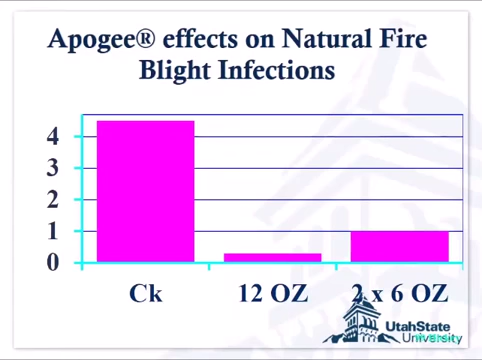 Apogee® effects on Natural Fire
Blight Infections
4
3
2
1
0
Ck
12 OZ
2 x 6 OZ
UtahState
University